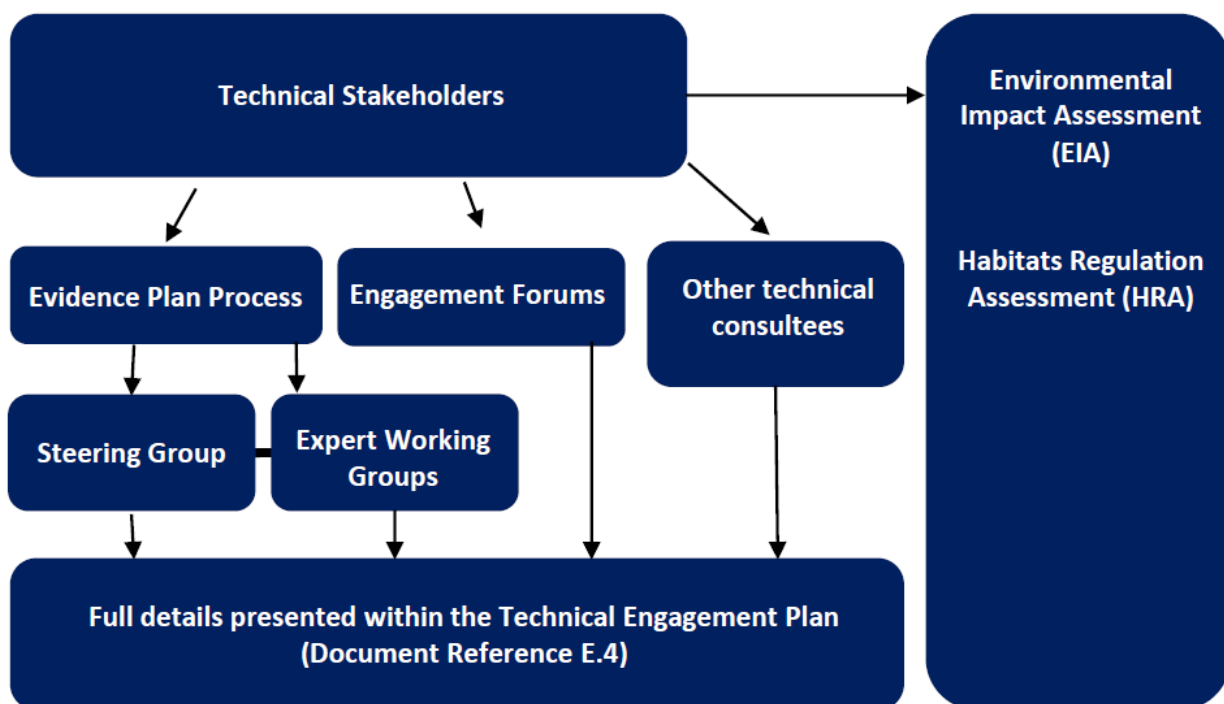 Technical Stakeholders
Environmental
Impact Assessment
(EIA)
Habitats Regulation
Assessment (HRA)
Evidence Plan Process
Engagement Forums
Other technical
consultees
Steering Group
Expert Working
Groups
Full details presented within the Technical Engagement Plan
(Document Reference E.4)